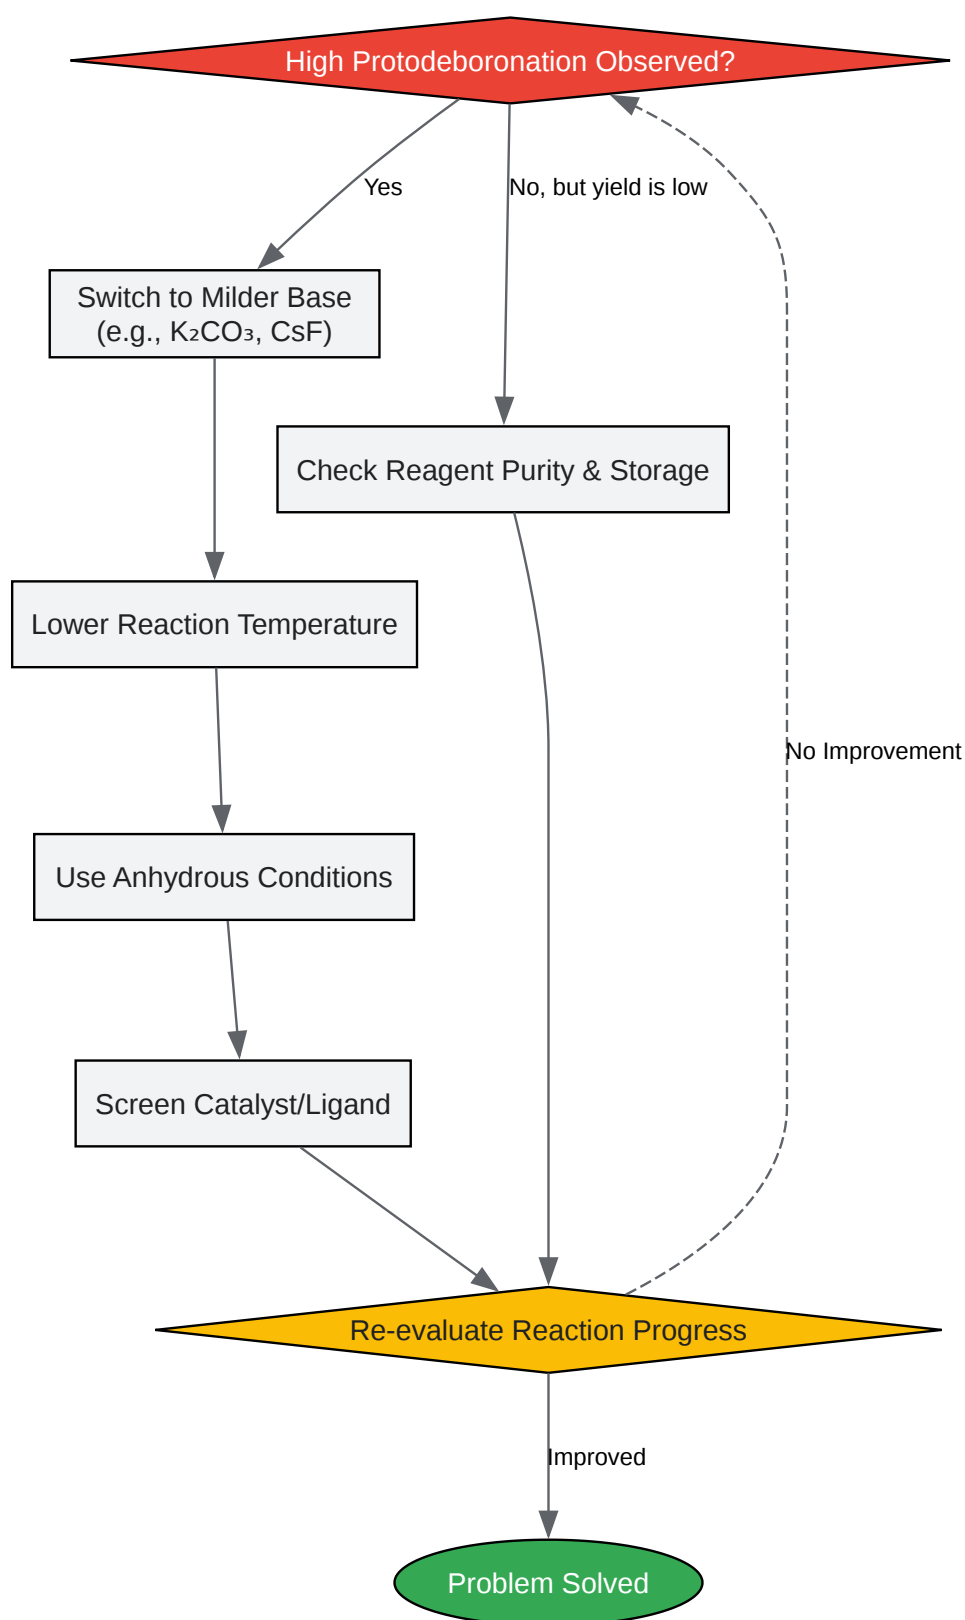 High Protodeboronation Observed?
Yes
No, but yield is low
Switch to Milder Base
(e.g., K₂CO₃, CsF)
Check Reagent Purity & Storage
Lower Reaction Temperature
No Improvement
Use Anhydrous Conditions
Screen Catalyst/Ligand
Re-evaluate Reaction Progress
Improved
Problem Solved